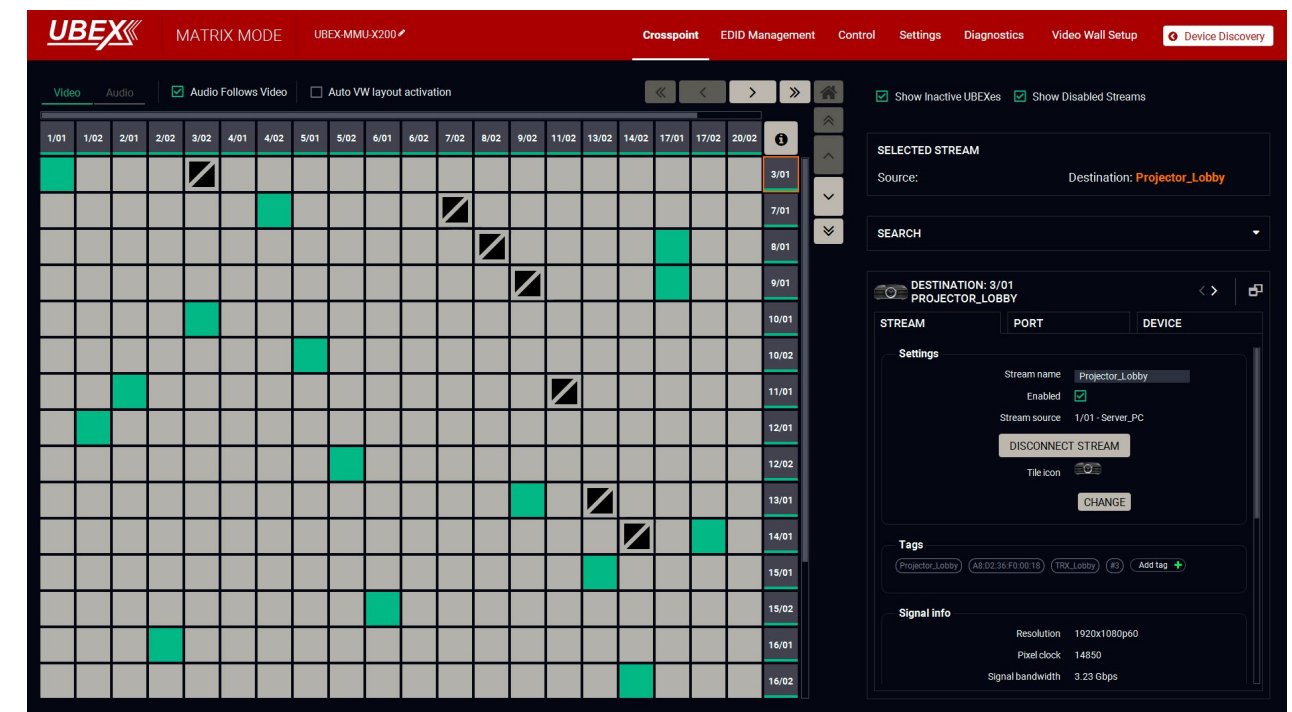 UBEX MATRIX MODE UBEX-MMU-X200 Crosspoint EDID Management Control Settings Diagnostics Video Wall Setup Device Discovery
Video Audio Audio Follows Video Auto VW layout activation
1/01 1/02 2/01 2/02 3/02 4/01 4/02 5/01 5/02 6/01 6/02 7/02 8/02 9/02 11/02 13/02 14/02 17/01 17/02 20/02
3/01
7/01
8/01
9/01
10/01
10/02
11/01
12/01
12/02
13/01
14/01
15/01
15/02
16/01
16/02
Show Inactive UBEXes Show Disabled Streams
SELECTED STREAM
Source: Destination: Projector_Lobby
SEARCH
DESTINATION: 3/01
PROJECTOR_LOBBY
STREAM PORT DEVICE
Settings
Stream name Projector_Lobby
Enabled
Stream source 1/01 - Server_PC
DISCONNECT STREAM
Tile icon
CHANGE
Tags
Projector_Lobby A8:D2:36:F0:00:18 TRX_Lobby #3 Add tag +
Signal info
Resolution 1920x1080p60
Pixel clock 14850
Signal bandwidth 3.23 Gbps